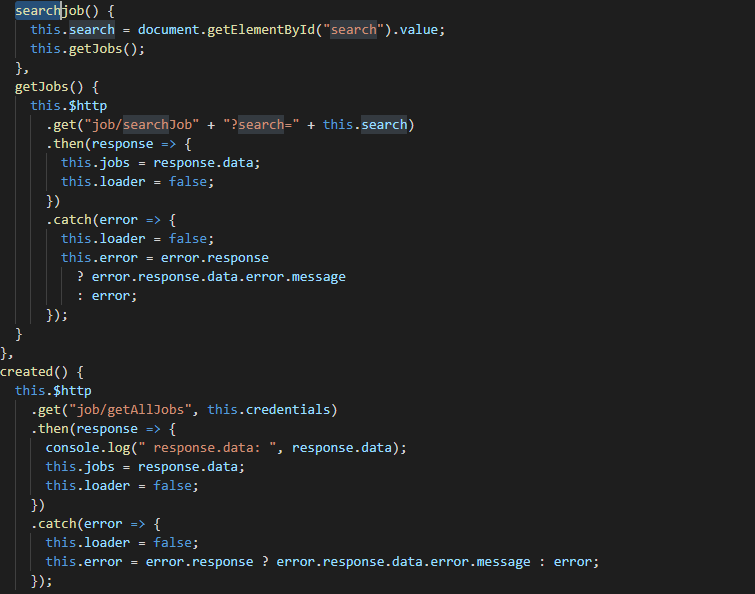 searchjob() {
this.search = document.getElementById("search").value;
this.getJobs();
},
getJobs() {
this.$http
.get("job/searchJob" + "?search=" + this.search)
.then(response => {
this.jobs = response.data;
this.loader = false;
})
.catch(error => {
this.loader = false;
this.error = error.response
? error.response.data.error.message
: error;
});
}
},
created() {
this.$http
.get("job/getAllJobs", this.credentials)
.then(response => {
console.log(" response.data: ", response.data);
this.jobs = response.data;
this.loader = false;
})
.catch(error => {
this.loader = false;
this.error = error.response ? error.response.data.error.message : error;
});